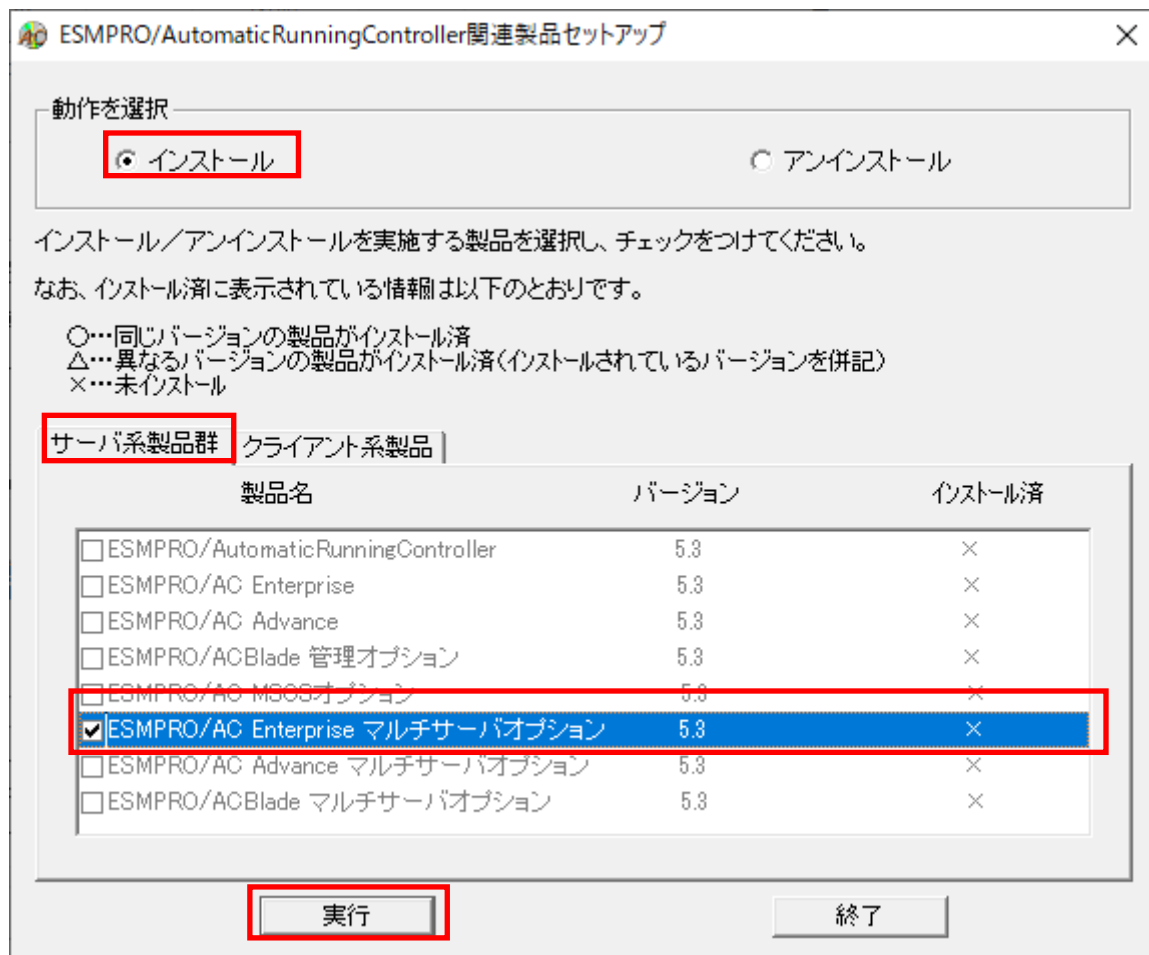 ESMPRO/AutomaticRunningController関連製品セットアップ
動作を選択
インストール
アンインストール
インストール／アンインストールを実施する製品を選択し、チェックをつけてください。
なお、インストール済に表示されている情報は以下のとおりです。
○…同じバージョンの製品がインストール済
△…異なるバージョンの製品がインストール済(インストールされているバージョンを併記)
×…未インストール
サーバ系製品群 クライアント系製品
製品名 バージョン インストール済
ESMPRO/AutomaticRunningController 5.3 ×
ESMPRO/AC Enterprise 5.3 ×
ESMPRO/AC Advance 5.3 ×
ESMPRO/ACBlade 管理オプション 5.3 ×
ESMPRO/AC MSCSオプション 5.3 ×
ESMPRO/AC Enterprise マルチサーバオプション 5.3 ×
ESMPRO/AC Advance マルチサーバオプション 5.3 ×
ESMPRO/ACBlade マルチサーバオプション 5.3 ×
実行 終了